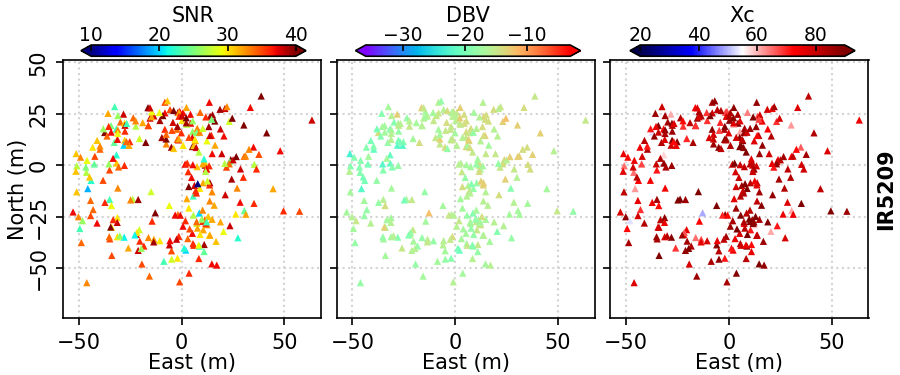 SNR DBV Xc
10 20 30 40 −30 −20 −10 20 40 60 80
50
25
0
−25
−50
North (m)
IR5209
−50 0 50 −50 0 50 −50 0 50
East (m) East (m) East (m)